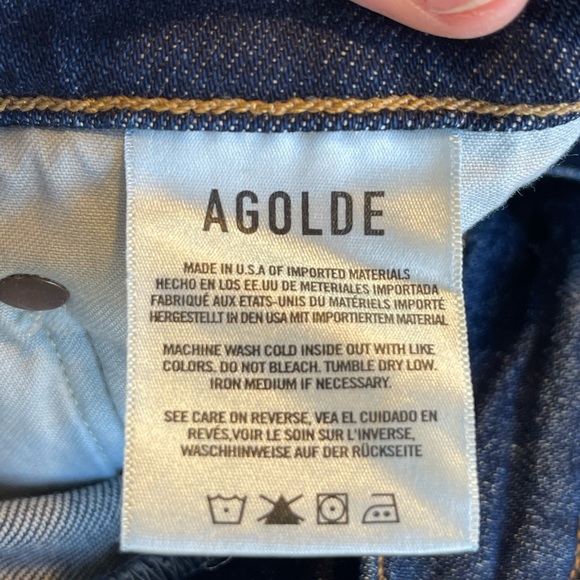 AGOLDE
MADE IN U.S.A OF IMPORTED MATERIALS
HECHO EN LOS EE.UU DE METERIALES IMPORTADA
FABRIQUÉ AUX ETATS-UNIS DU MATÉRIELS IMPORTÉ
HERGESTELLT IN DEN USA MIT IMPORTIERTEM MATERIAL
MACHINE WASH COLD INSIDE OUT WITH LIKE
COLORS. DO NOT BLEACH. TUMBLE DRY LOW.
IRON MEDIUM IF NECESSARY.
SEE CARE ON REVERSE, VEA EL CUIDADO EN
REVÉS,VOIR LE SOIN SUR L'INVERSE,
WASCHHINWEISE AUF DER RÜCKSEITE